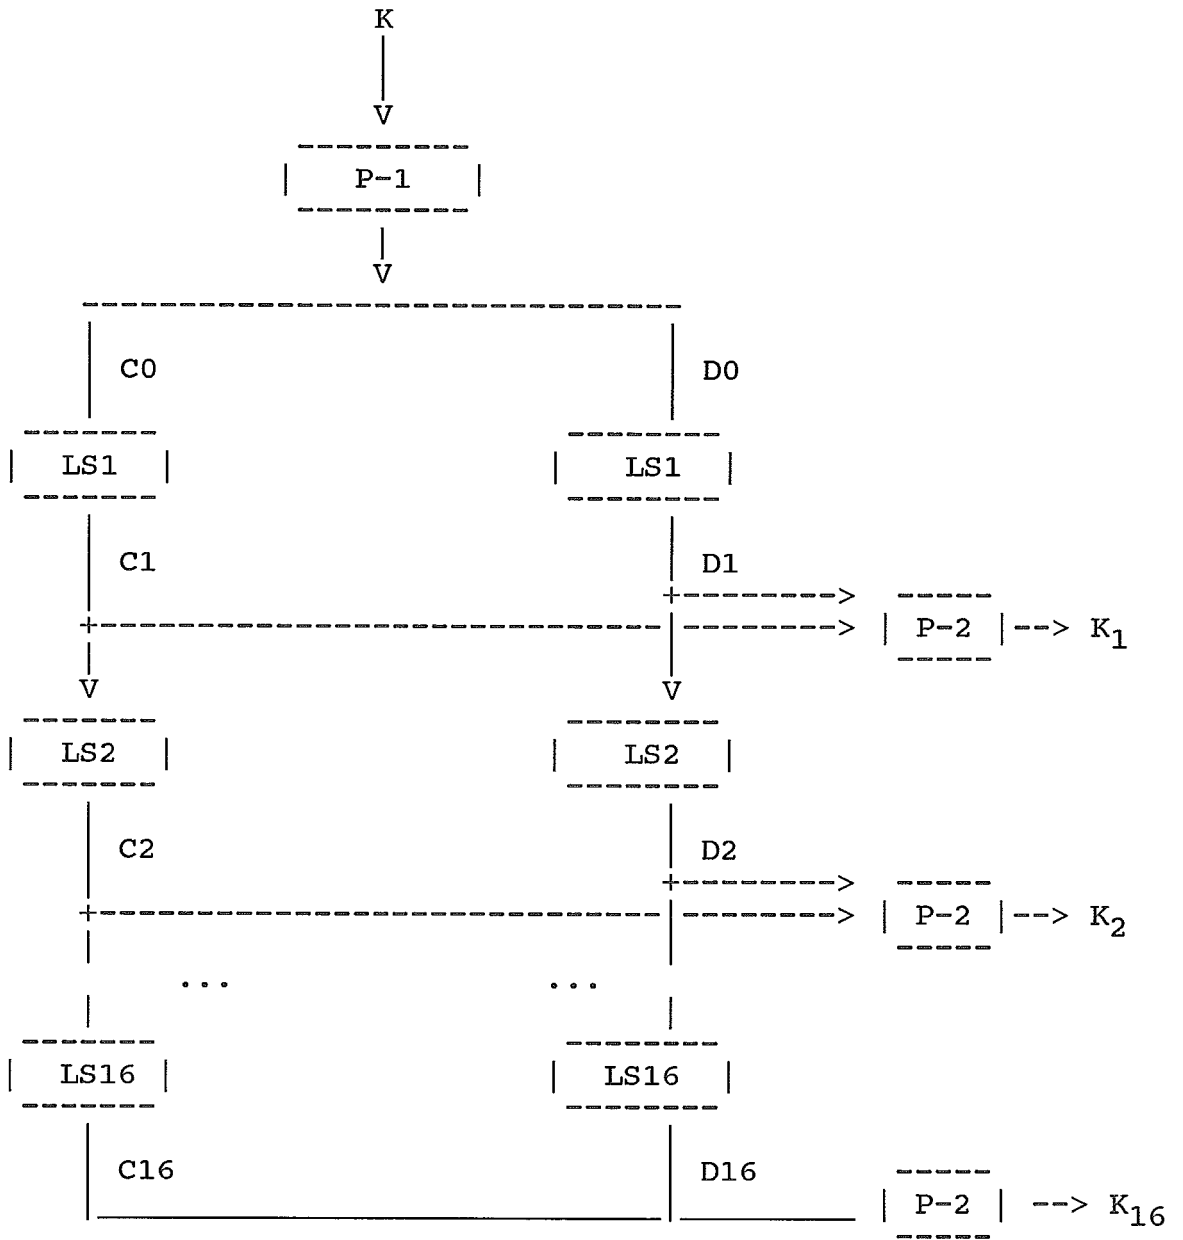 K
V
P-1
V
C0 D0
LS1 LS1
C1 D1
P-2 --> K1
V V
LS2 LS2
C2 D2
P-2 --> K2
... ...
LS16 LS16
C16 D16
P-2 --> K16